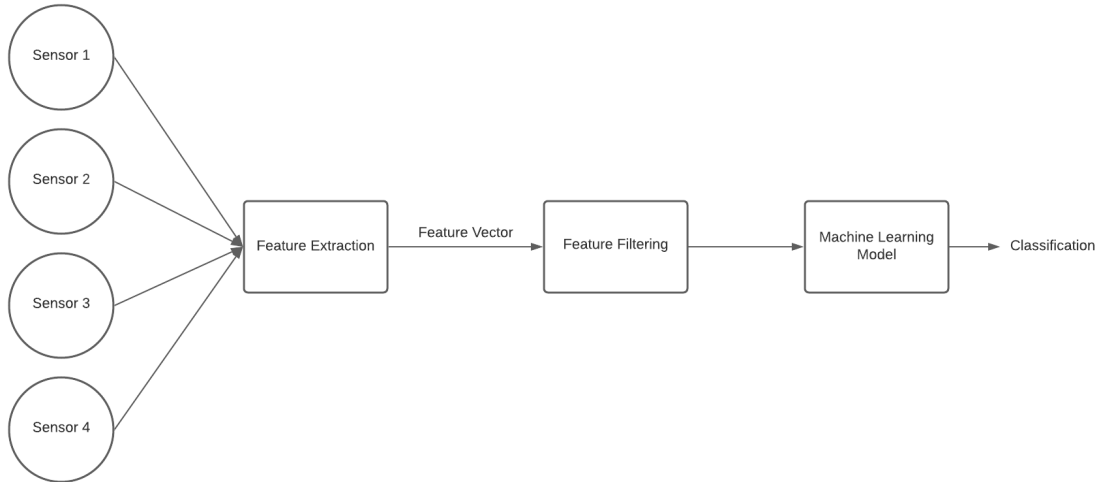 Sensor 1
Sensor 2
Sensor 3
Sensor 4
Feature Extraction
Feature Vector
Feature Filtering
Machine Learning
Model
Classification